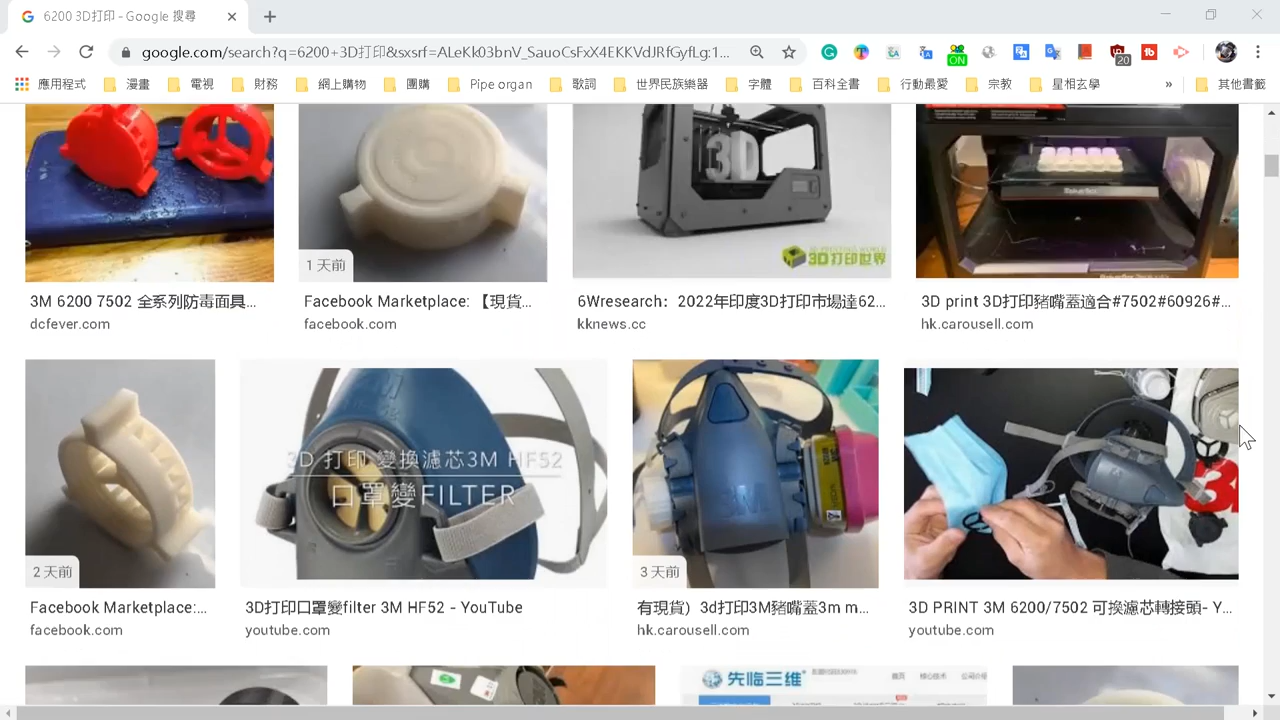 6200 3D打印 - Google 搜尋
google.com/search?q=6200+3D打印&sxsrf=ALeKk03bnV_SauoCsFxX4EKKVdJRfGyfLg:1...
ON
20
應用程式 漫畫 電視 財務 網上購物 團購 Pipe organ 歌詞 世界民族樂器 字體 百科全書 行動最愛 宗教 星相玄學 » 其他書籤
1 天前
3D
3D打印世界
3M 6200 7502 全系列防毒面具...
dcfever.com
Facebook Marketplace: 【現貨...
facebook.com
6Wresearch：2022年印度3D打印市場達62...
kknews.cc
3D print 3D打印豬嘴蓋適合#7502#60926#...
hk.carousell.com
2 天前
3D 打印 變換濾芯3M HF52
口罩變FILTER
3M
3 天前
Facebook Marketplace:...
facebook.com
3D打印口罩變filter 3M HF52 - YouTube
youtube.com
有現貨）3d打印3M豬嘴蓋3m m...
hk.carousell.com
3D PRINT 3M 6200/7502 可換濾芯轉接頭- Y...
youtube.com
先临三维
首页 核心技术